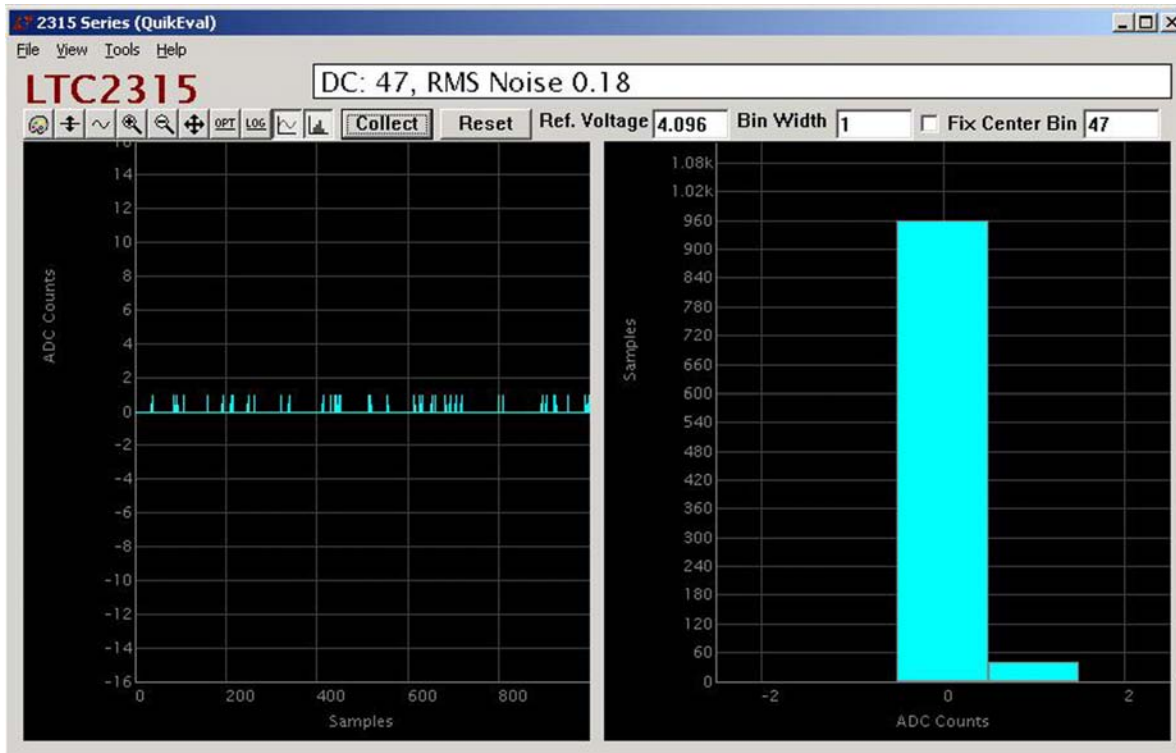 2315 Series (QuikEval)
File View Tools Help
LTC2315
DC: 47, RMS Noise 0.18
OPT LOG Collect Reset Ref. Voltage 4.096 Bin Width 1 Fix Center Bin 47
16
14
12
10
8
6
4
2
0
-2
-4
-6
-8
-10
-12
-14
-16
ADC Counts
0 200 400 600 800
Samples
1.08k
1.02k
960
900
840
780
720
660
600
540
480
420
360
300
240
180
120
60
0
Samples
-2 0 2
ADC Counts